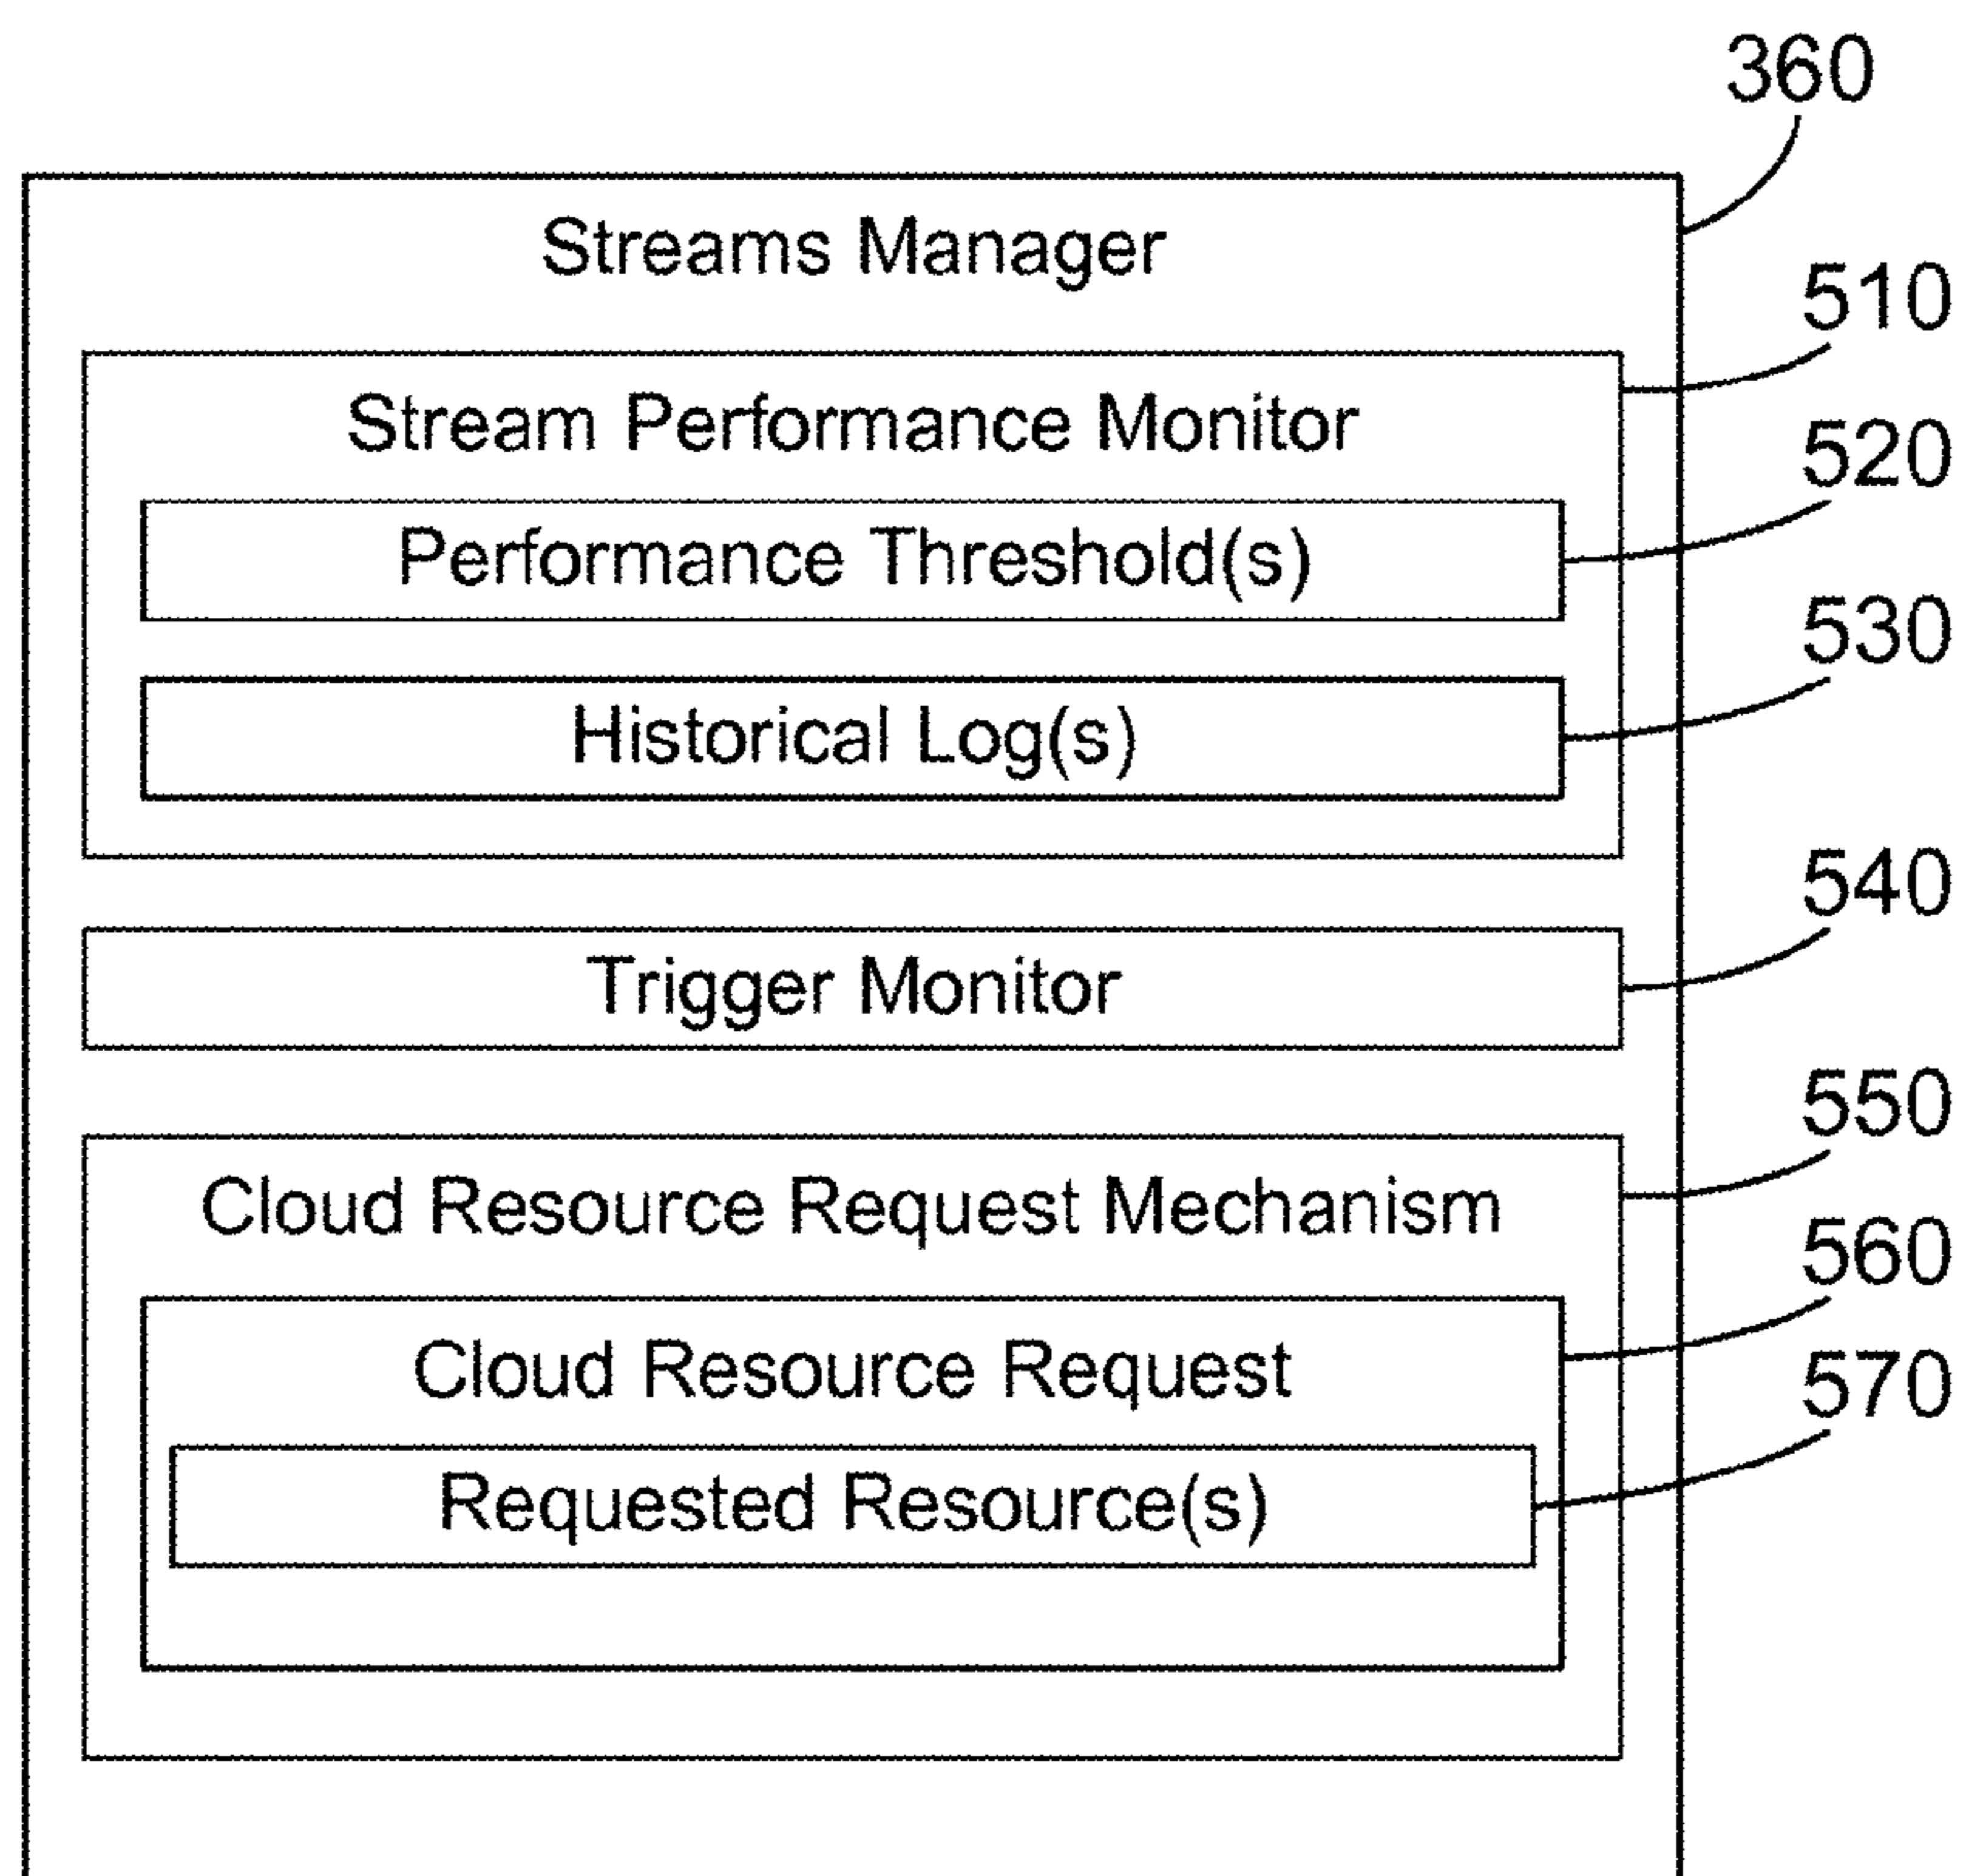 360
Streams Manager
510
Stream Performance Monitor
520
Performance Threshold(s)
530
Historical Log(s)
540
Trigger Monitor
550
Cloud Resource Request Mechanism
560
Cloud Resource Request
570
Requested Resource(s)